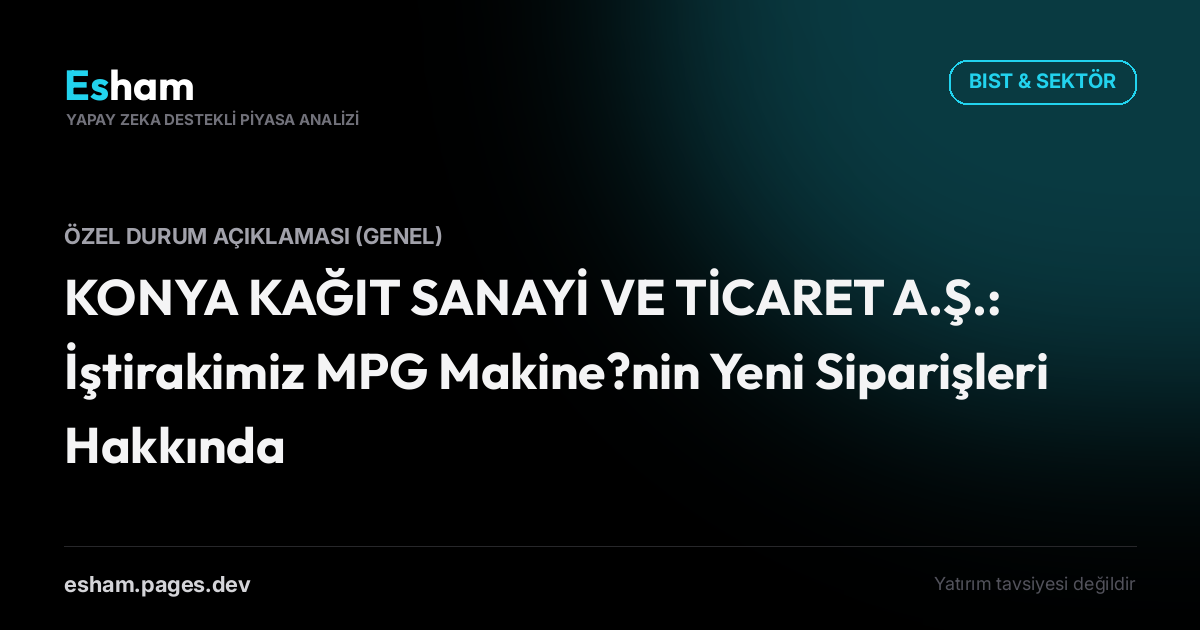 Esham
BIST & SEKTÖR
YAPAY ZEKA DESTEKLİ PİYASA ANALİZİ
ÖZEL DURUM AÇIKLAMASI (GENEL)
KONYA KAĞIT SANAYİ VE TİCARET A.Ş.:
İştirakimiz MPG Makine?nin Yeni Siparişleri
Hakkında
esham.pages.dev
Yatırım tavsiyesi değildir